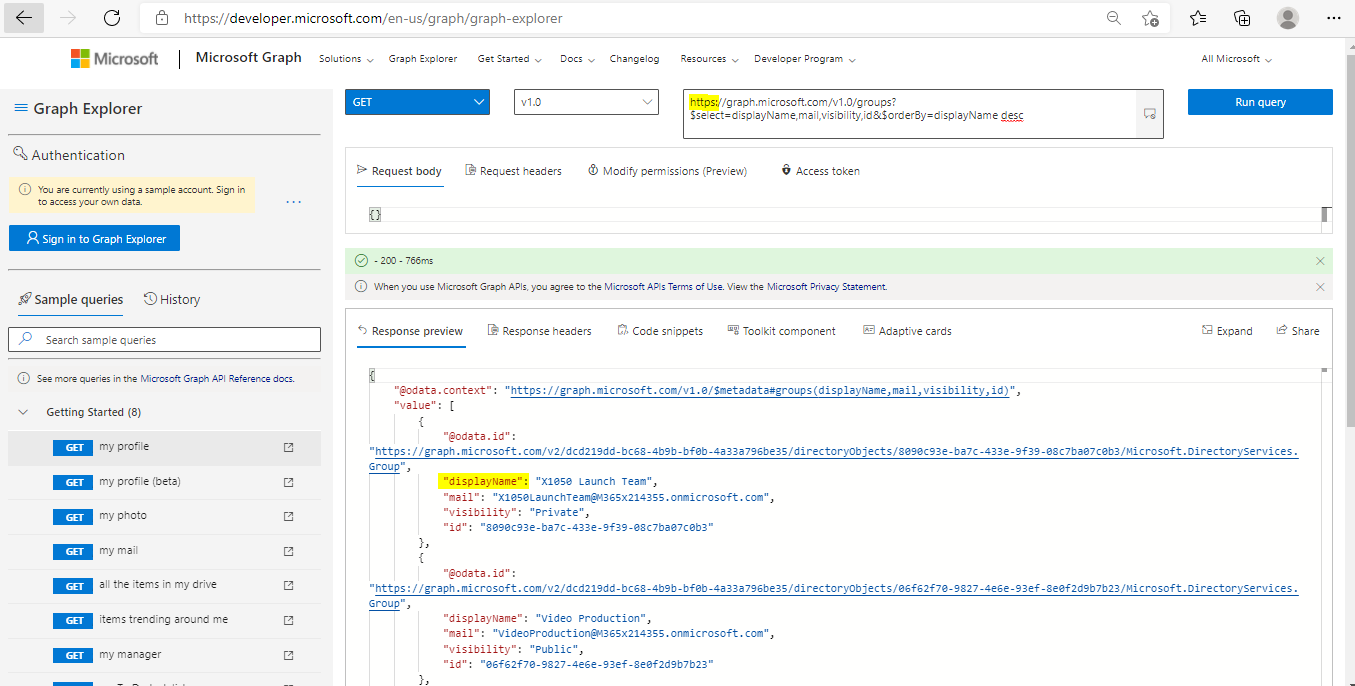 https://developer.microsoft.com/en-us/graph/graph-explorer
Microsoft
Microsoft Graph
Solutions
Graph Explorer
Get Started
Docs
Changelog
Resources
Developer Program
All Microsoft
Graph Explorer
Authentication
You are currently using a sample account. Sign in
to access your own data.
...
Sign in to Graph Explorer
Sample queries
History
Search sample queries
See more queries in the Microsoft Graph API Reference docs.
Getting Started (8)
GET my profile
GET my profile (beta)
GET my photo
GET my mail
GET all the items in my drive
GET items trending around me
GET my manager
GET
v1.0
https://graph.microsoft.com/v1.0/groups?
$select=displayName,mail,visibility,id&$orderBy=displayName desc
Run query
Request body
Request headers
Modify permissions (Preview)
Access token
{}
- 200 - 766ms
When you use Microsoft Graph APIs, you agree to the Microsoft APIs Terms of Use. View the Microsoft Privacy Statement.
Response preview
Response headers
Code snippets
Toolkit component
Adaptive cards
Expand
Share
{
"@odata.context": "https://graph.microsoft.com/v1.0/$metadata#groups(displayName,mail,visibility,id)",
"value": [
{
"@odata.id":
"https://graph.microsoft.com/v2/dcd219dd-bc68-4b9b-bf0b-4a33a796be35/directoryObjects/8090c93e-ba7c-433e-9f39-08c7ba07c0b3/Microsoft.DirectoryServices.
Group",
"displayName": "X1050 Launch Team",
"mail": "X1050LaunchTeam@M365x214355.onmicrosoft.com",
"visibility": "Private",
"id": "8090c93e-ba7c-433e-9f39-08c7ba07c0b3"
},
{
"@odata.id":
"https://graph.microsoft.com/v2/dcd219dd-bc68-4b9b-bf0b-4a33a796be35/directoryObjects/06f62f70-9827-4e6e-93ef-8e0f2d9b7b23/Microsoft.DirectoryServices.
Group",
"displayName": "Video Production",
"mail": "VideoProduction@M365x214355.onmicrosoft.com",
"visibility": "Public",
"id": "06f62f70-9827-4e6e-93ef-8e0f2d9b7b23"
},